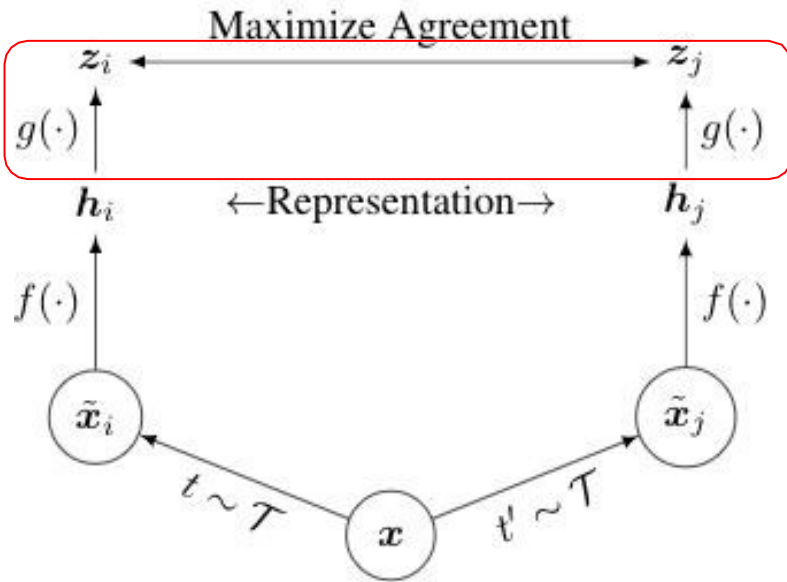 Maximize Agreement
z_i z_j
g(·) g(·)
h_i ←Representation→ h_j
f(·) f(·)
x̃_i x̃_j
t ∼ 𝒯 t′ ∼ 𝒯
x